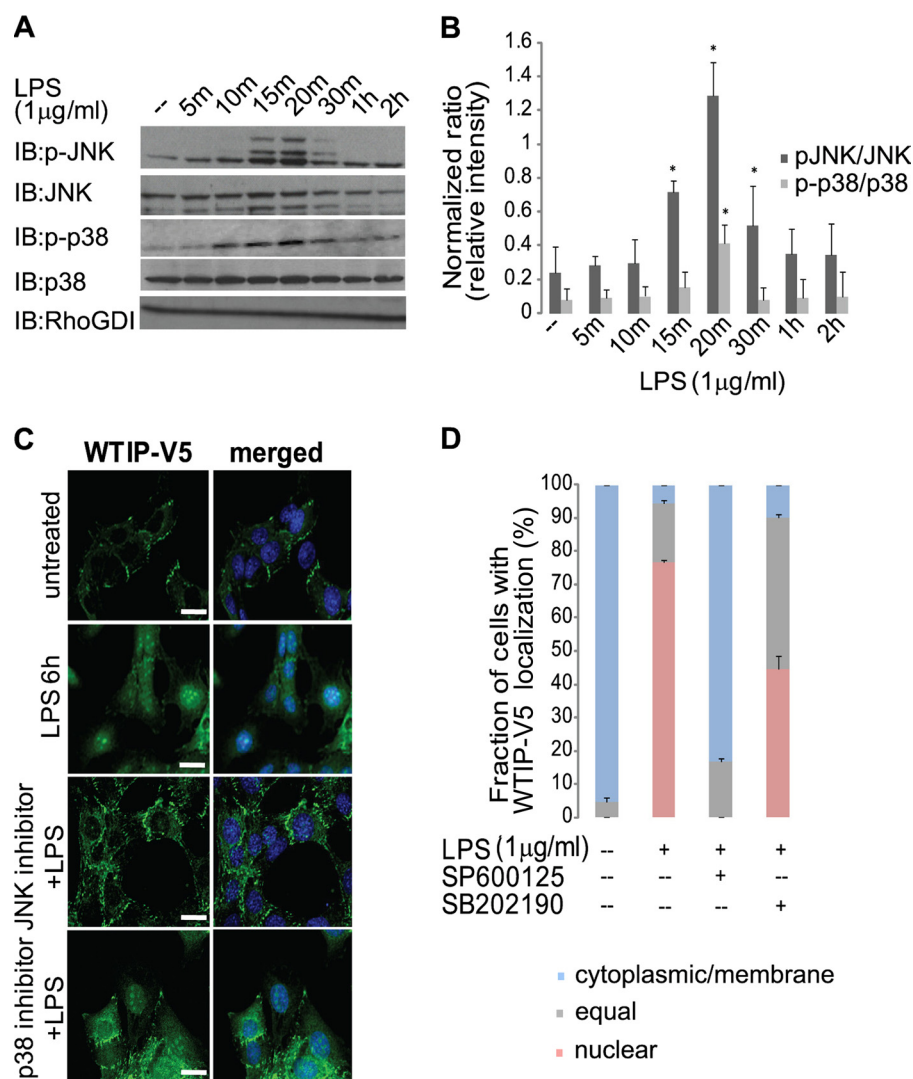 A
LPS
(1μg/ml)
-- 5m 10m 15m 20m 30m 1h 2h
IB:p-JNK
IB:JNK
IB:p-p38
IB:p38
IB:RhoGDI
B
Normalized ratio
(relative intensity)
1.6
1.4
1.2
1
0.8
0.6
0.4
0.2
0
* * * *
pJNK/JNK
p-p38/p38
-- 5m 10m 15m 20m 30m 1h 2h
LPS (1μg/ml)
C
WTIP-V5 merged
untreated
LPS 6h
JNK inhibitor
+LPS
p38 inhibitor
+LPS
D
Fraction of cells with
WTIP-V5 localization (%)
100
90
80
70
60
50
40
30
20
10
0
LPS (1μg/ml) -- + + +
SP600125 -- -- + --
SB202190 -- -- -- +
cytoplasmic/membrane
equal
nuclear